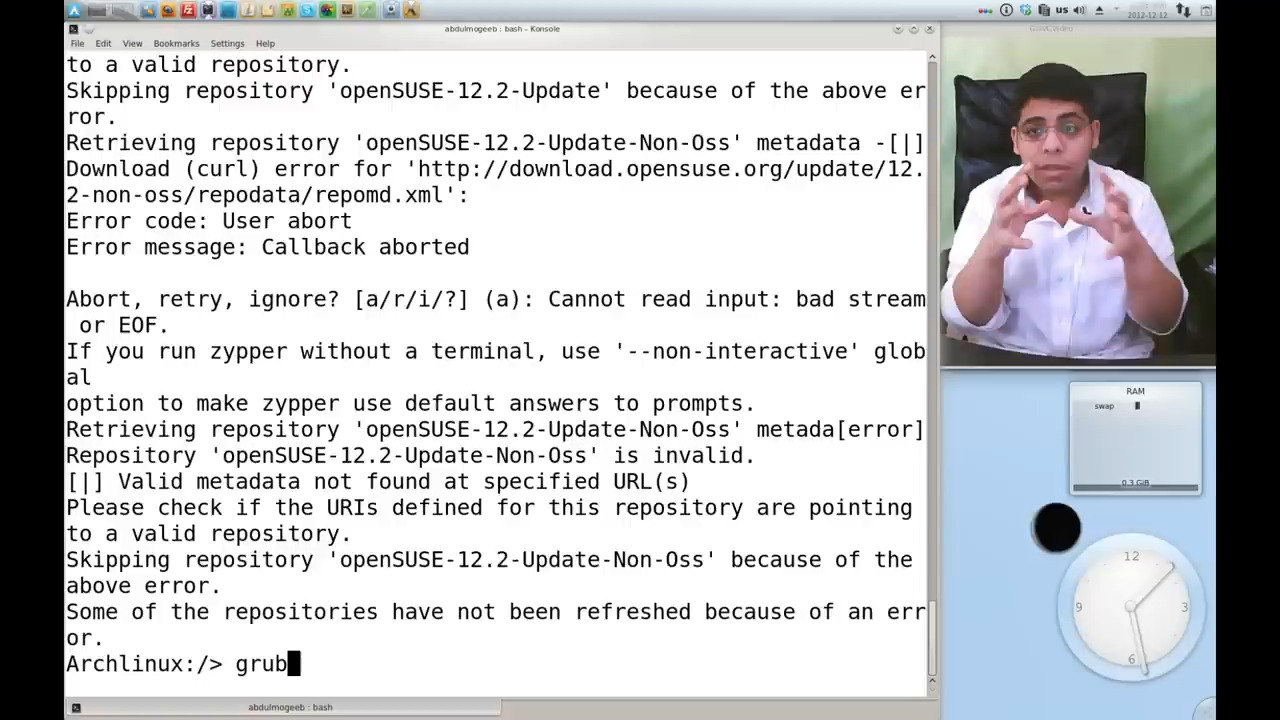 us
2012-12-12
abdulmogeeb : bash - Konsole
File Edit View Bookmarks Settings Help
to a valid repository.
Skipping repository 'openSUSE-12.2-Update' because of the above er
ror.
Retrieving repository 'openSUSE-12.2-Update-Non-Oss' metadata -[|]
Download (curl) error for 'http://download.opensuse.org/update/12.
2-non-oss/repodata/repomd.xml':
Error code: User abort
Error message: Callback aborted
Abort, retry, ignore? [a/r/i/?] (a): Cannot read input: bad stream
or EOF.
If you run zypper without a terminal, use '--non-interactive' glob
al
option to make zypper use default answers to prompts.
Retrieving repository 'openSUSE-12.2-Update-Non-Oss' metada[error]
Repository 'openSUSE-12.2-Update-Non-Oss' is invalid.
[|] Valid metadata not found at specified URL(s)
Please check if the URIs defined for this repository are pointing
to a valid repository.
Skipping repository 'openSUSE-12.2-Update-Non-Oss' because of the
above error.
Some of the repositories have not been refreshed because of an err
or.
Archlinux:/> grub
abdulmogeeb : bash
RAM
swap
0.3 GiB
12
9 3
6